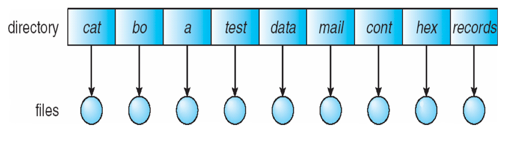 directory cat bo a test data mail cont hex records
files